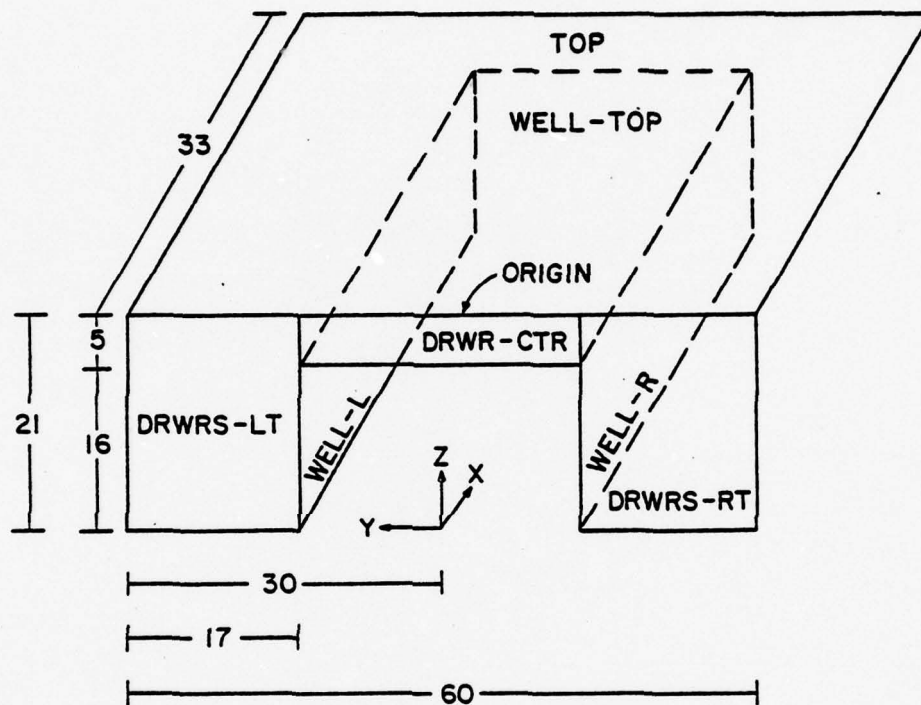 TOP
WELL-TOP
33
ORIGIN
5
DRWR-CTR
21
16
DRWRS-LT
WELL-L
WELL-R
Z
X
Y
DRWRS-RT
30
17
60